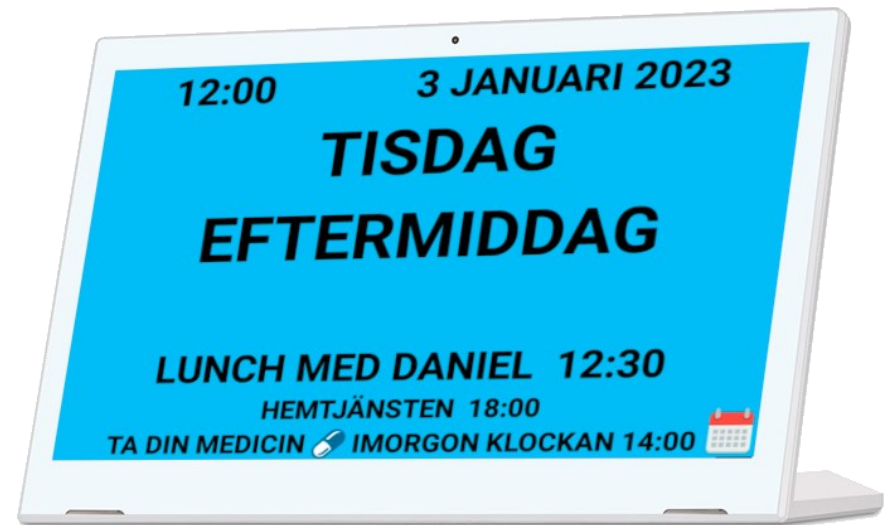 12:00 3 JANUARI 2023
TISDAG
EFTERMIDDAG
LUNCH MED DANIEL 12:30
HEMTJÄNSTEN 18:00
TA DIN MEDICIN 💊 IMORGON KLOCKAN 14:00